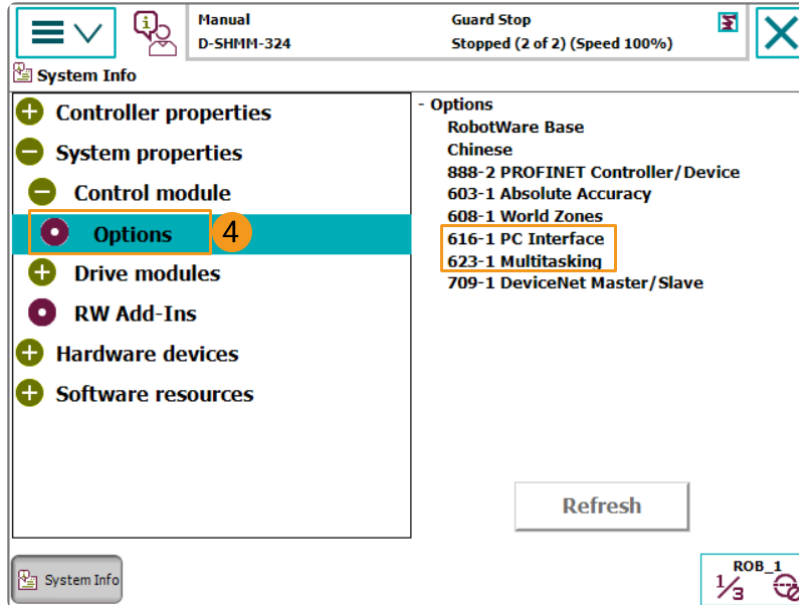 Manual
D-SHMM-324
Guard Stop
Stopped (2 of 2) (Speed 100%)
System Info
Controller properties
System properties
Control module
Options
4
Drive modules
RW Add-Ins
Hardware devices
Software resources
- Options
RobotWare Base
Chinese
888-2 PROFINET Controller/Device
603-1 Absolute Accuracy
608-1 World Zones
616-1 PC Interface
623-1 Multitasking
709-1 DeviceNet Master/Slave
Refresh
System Info
ROB_1
1/3